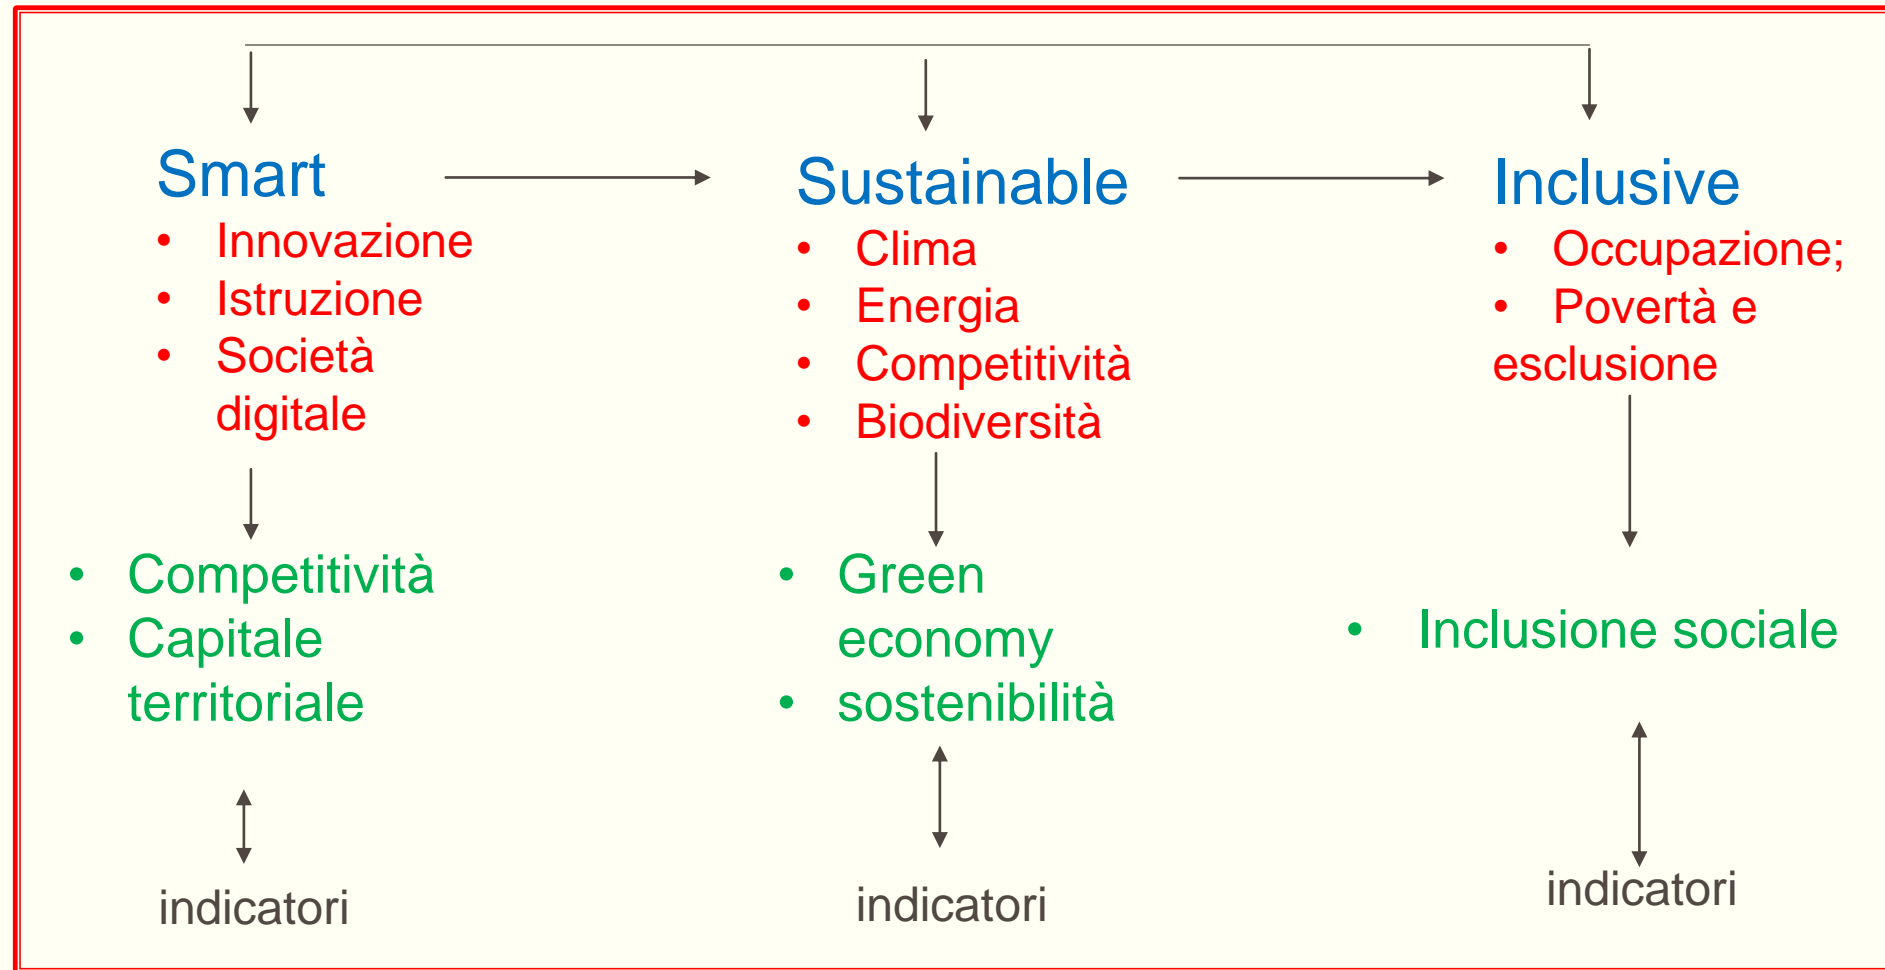 Smart
• Innovazione
• Istruzione
• Società
digitale
• Competitività
• Capitale
territoriale
indicatori
Sustainable
• Clima
• Energia
• Competitività
• Biodiversità
• Green
economy
• sostenibilità
indicatori
Inclusive
• Occupazione;
• Povertà e
esclusione
• Inclusione sociale
indicatori